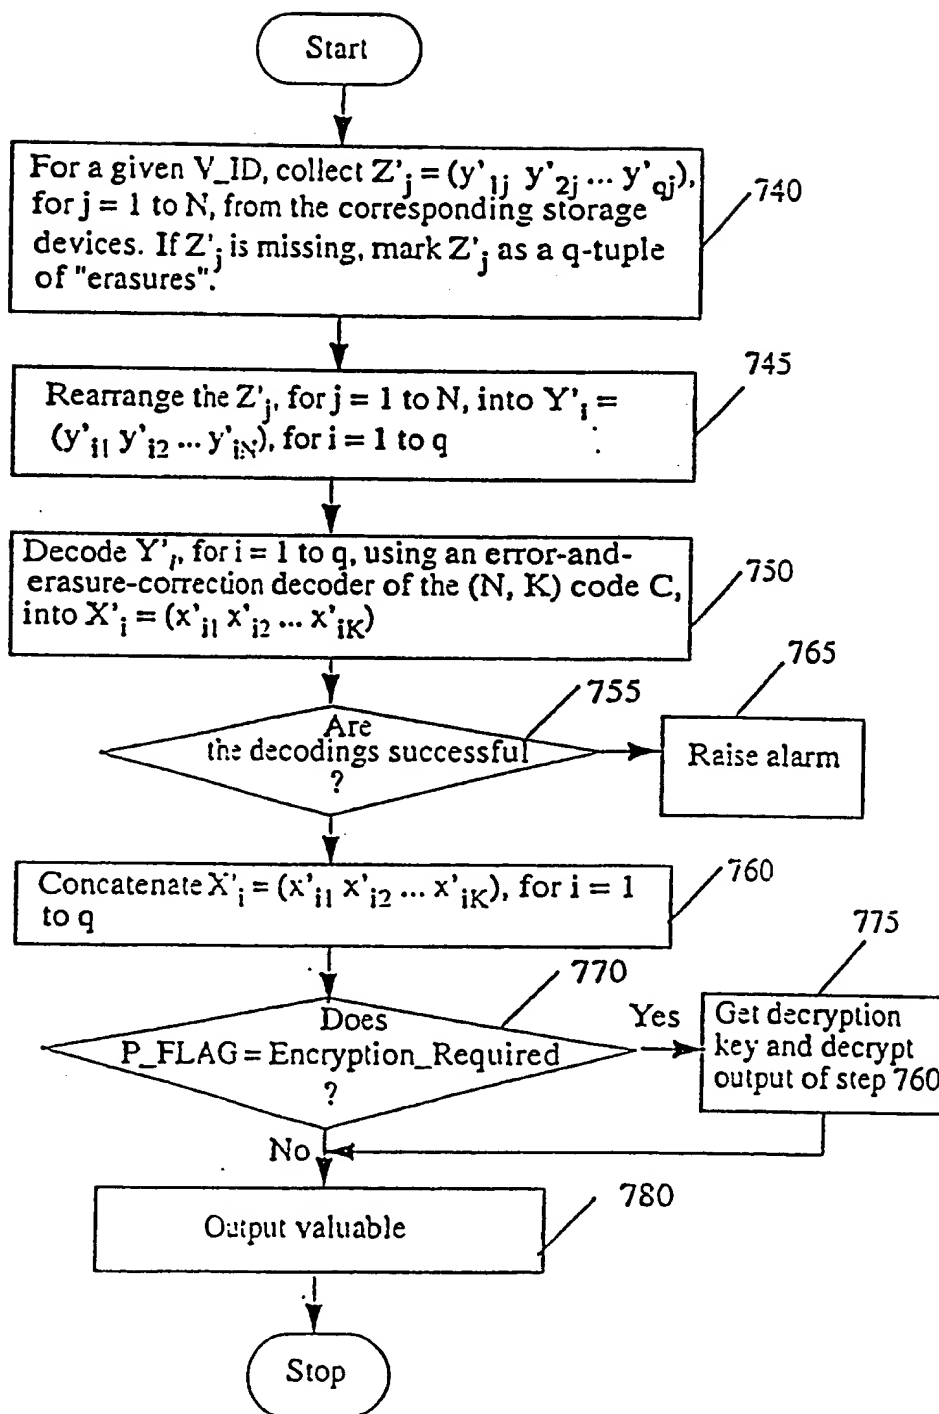 Start
For a given V_ID, collect Z'j = (y'1j y'2j ... y'qj),
for j = 1 to N, from the corresponding storage
devices. If Z'j is missing, mark Z'j as a q-tuple
of "erasures".
740
745
Rearrange the Z'j, for j = 1 to N, into Y'i =
(y'i1 y'i2 ... y'iN), for i = 1 to q
Decode Y'i, for i = 1 to q, using an error-and-
erasure-correction decoder of the (N, K) code C,
into X'i = (x'i1 x'i2 ... x'iK)
750
765
755
Are
the decodings successful
?
Raise alarm
760
Concatenate X'i = (x'i1 x'i2 ... x'iK), for i = 1
to q
775
770
Does
P_FLAG = Encryption_Required
?
Yes
Get decryption
key and decrypt
output of step 760
No
780
Output valuable
Stop